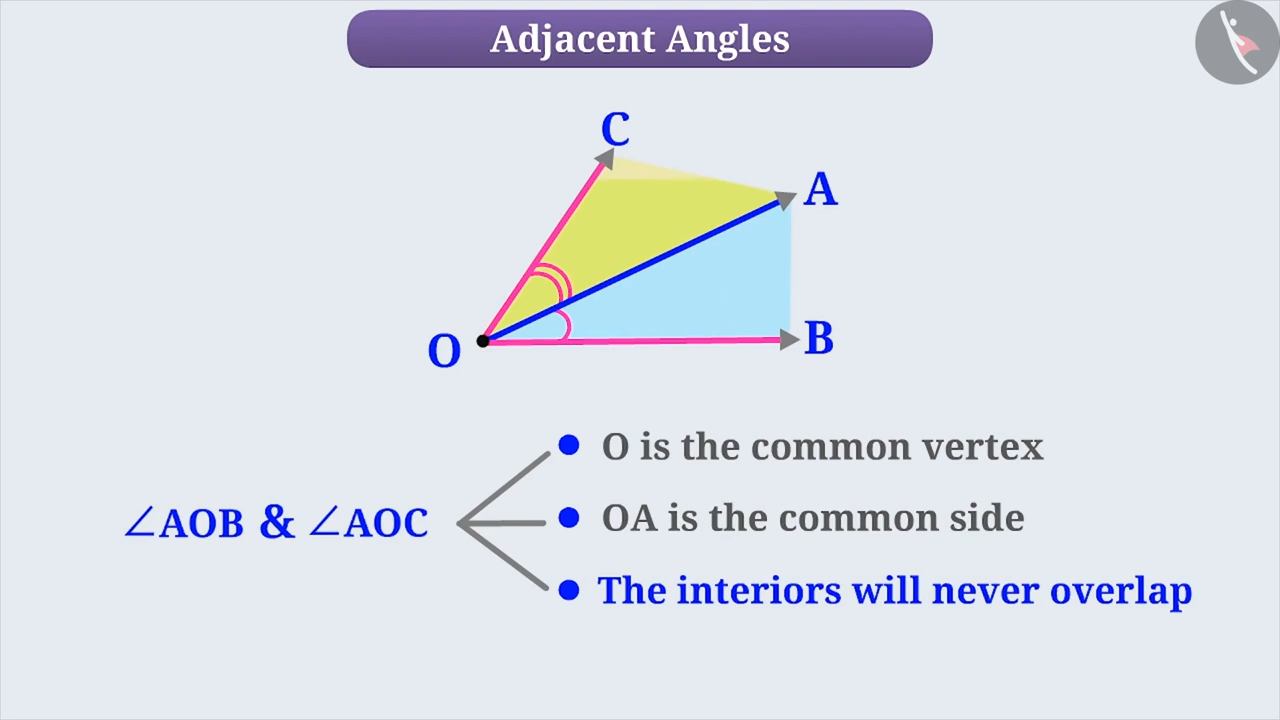 Adjacent Angles
C
A
O
B
O is the common vertex
∠AOB & ∠AOC
OA is the common side
The interiors will never overlap